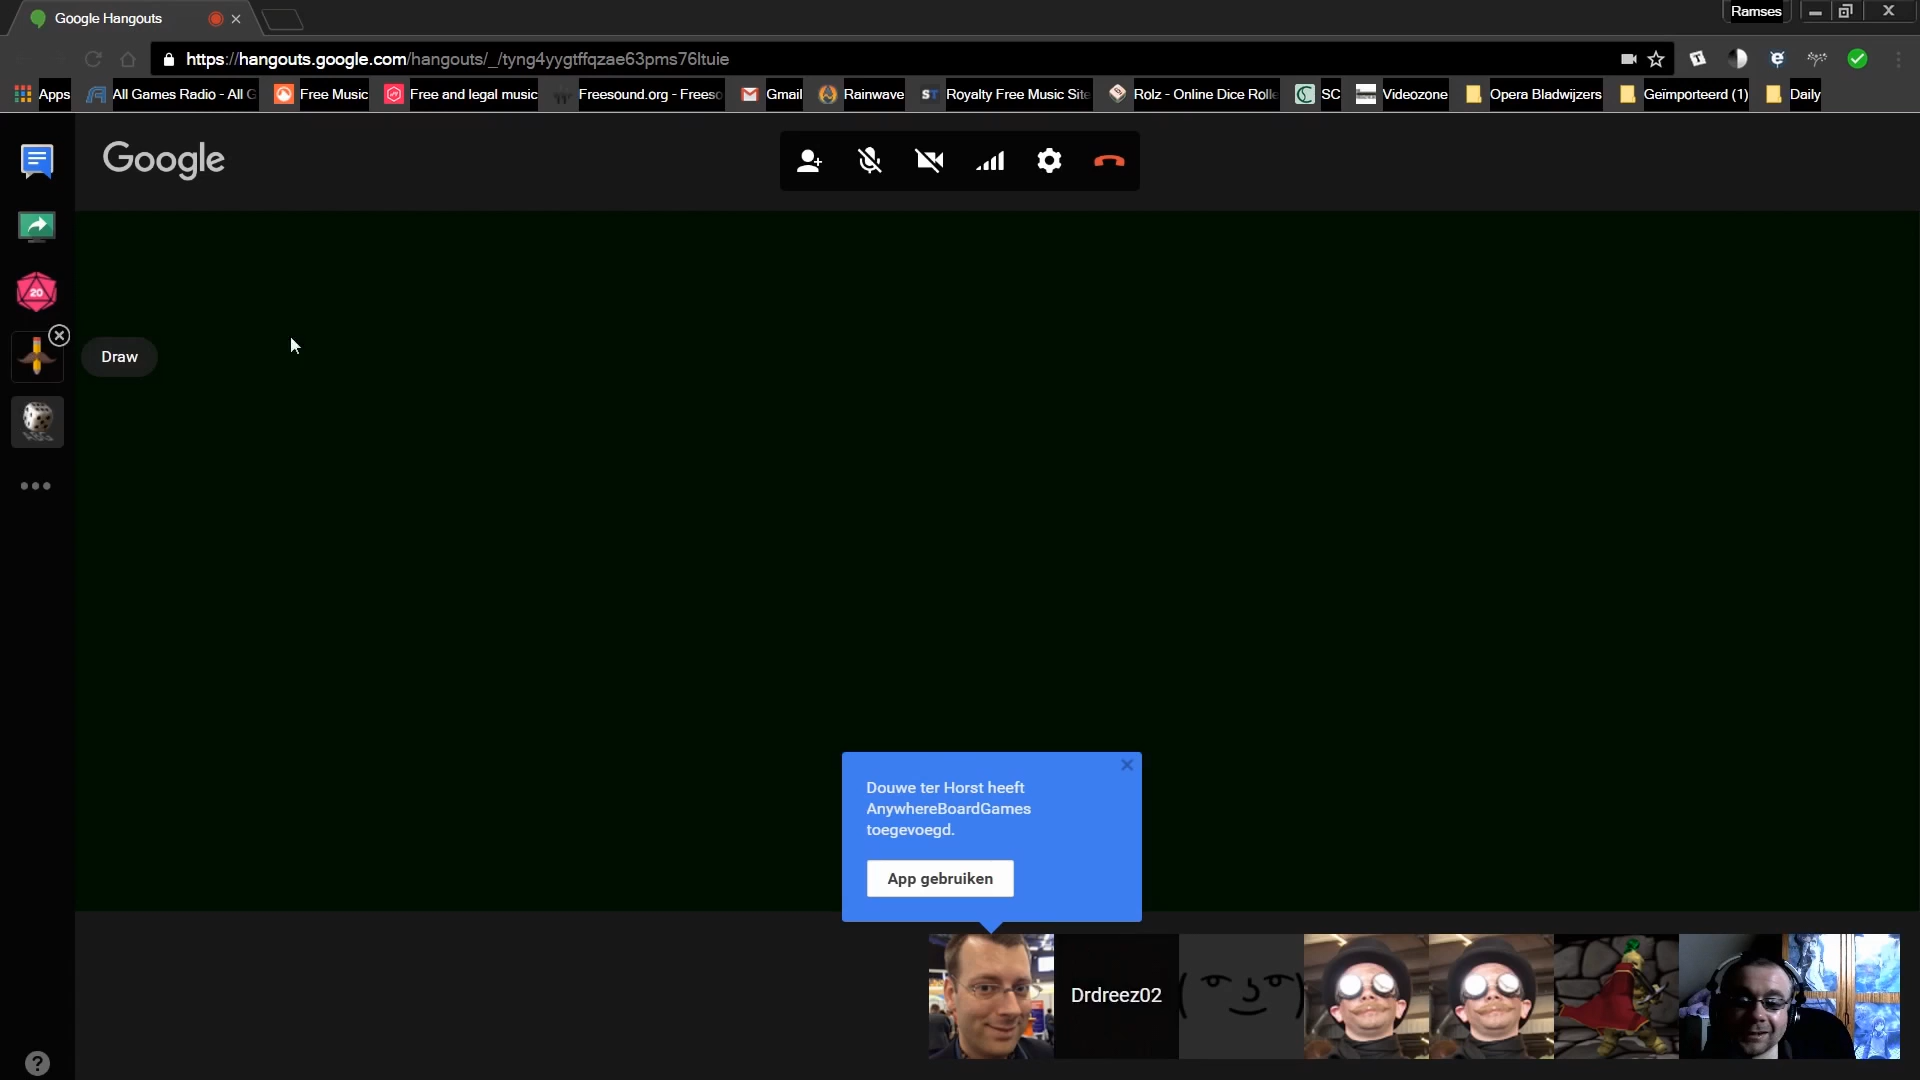 Google Hangouts
Ramses
https://hangouts.google.com/hangouts/_/tyng4yygtffqzae63pms76ltuie
Apps
All Games Radio - All G
Free Music
Free and legal music
Freesound.org - Freeso
Gmail
Rainwave
ST
Royalty Free Music Site
Rolz - Online Dice Rolle
SC
Videozone
Opera Bladwijzers
Geïmporteerd (1)
Daily
Google
20
Draw
Douwe ter Horst heeft
AnywhereBoardGames
toegevoegd.
App gebruiken
Drdreez02